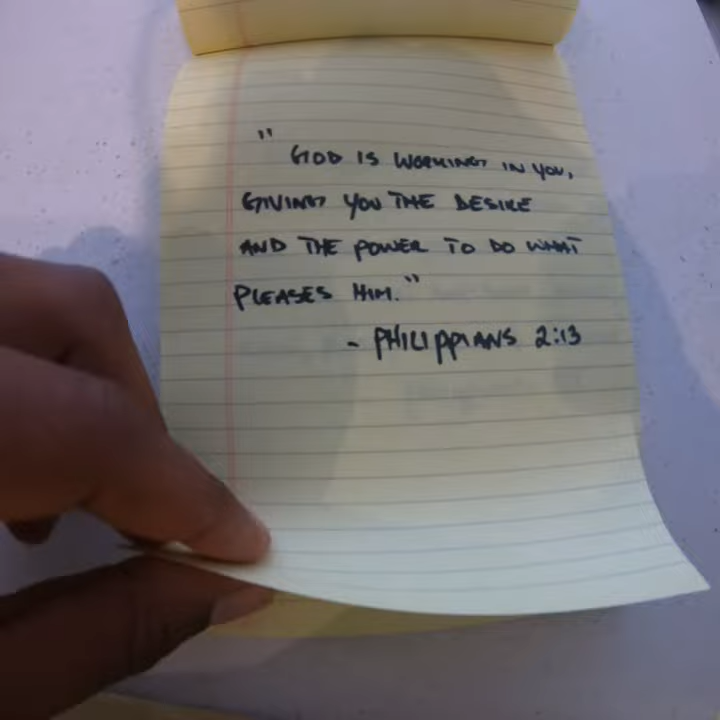 "GOD IS WORKING IN YOU,
GIVING YOU THE DESIRE
AND THE POWER TO DO WHAT
PLEASES HIM."
- PHILIPPIANS 2:13